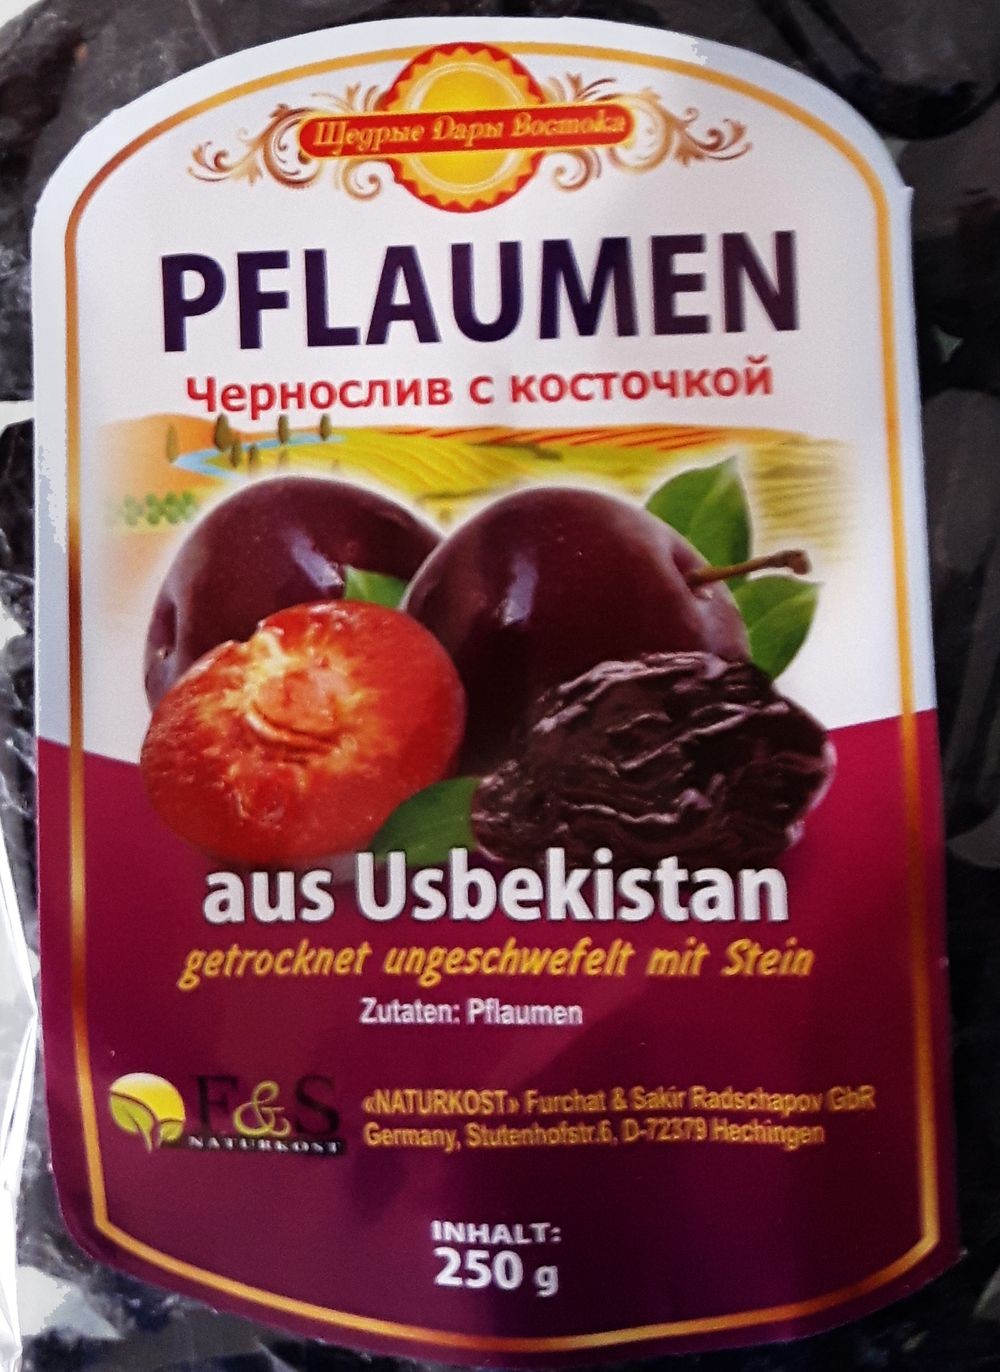 Щедрые Дары Востока
PFLAUMEN
Чернослив с косточкой
aus Usbekistan
getrocknet ungeschwefelt mit Stein
Zutaten: Pflaumen
F&S
NATURKOST
«NATURKOST» Furchat & Sakir Radschapov GbR
Germany, Stutenhofstr.6, D-72379 Hechingen
INHALT:
250 g